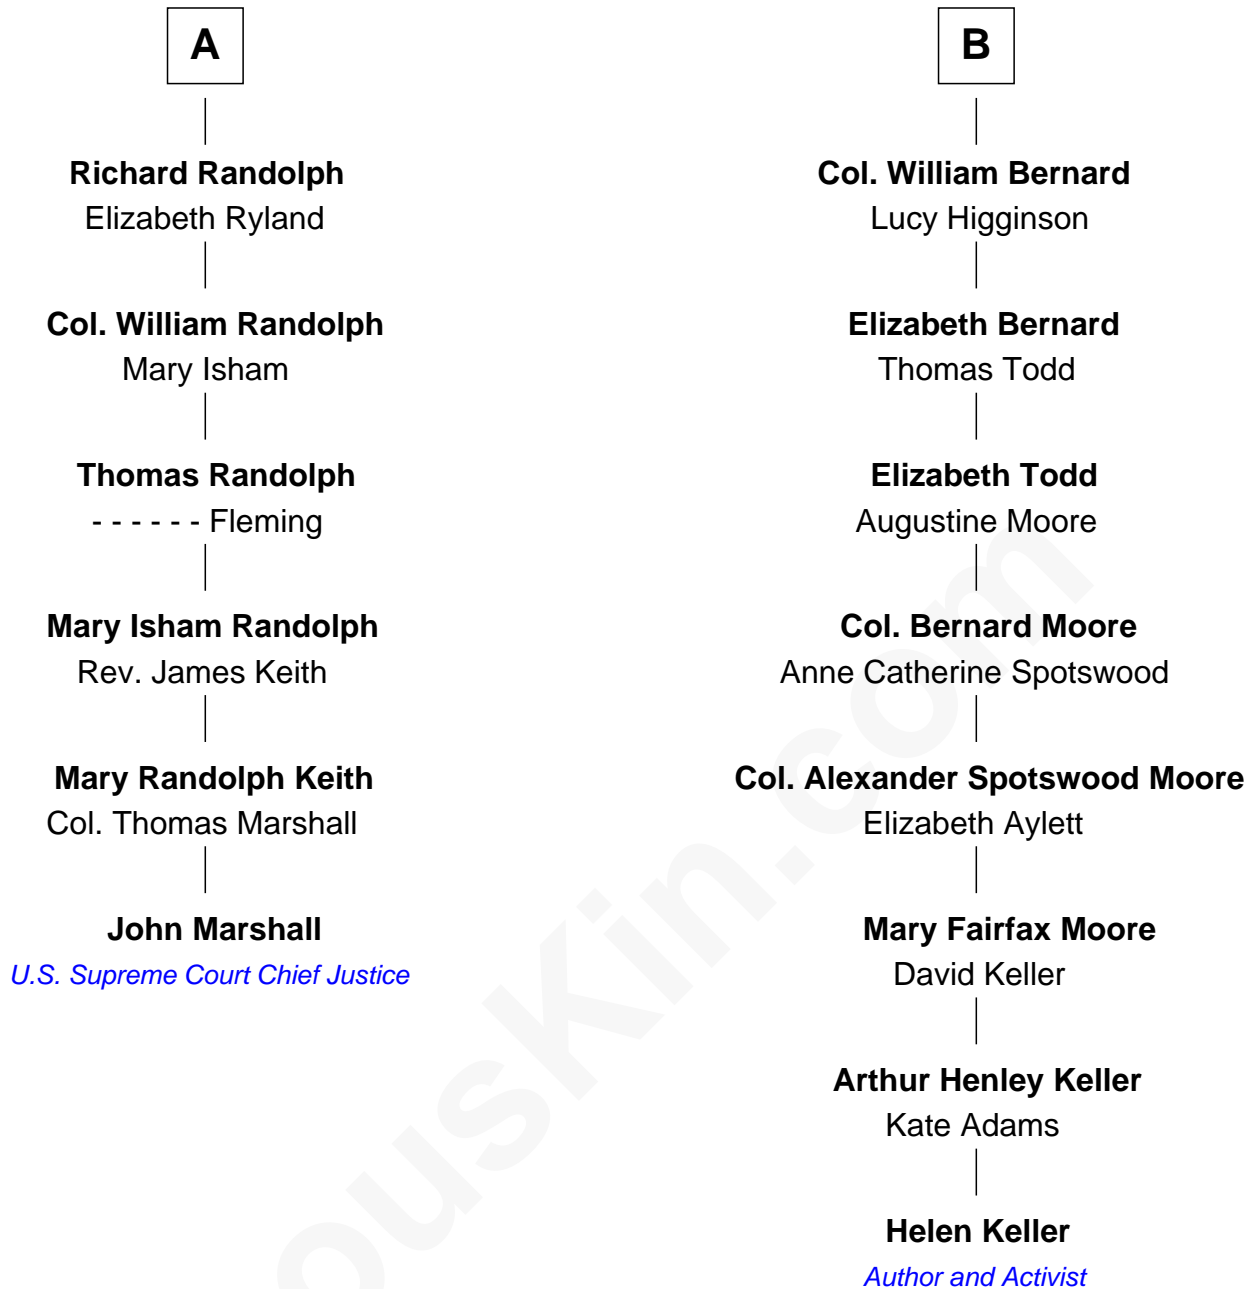 A
Richard Randolph
Elizabeth Ryland
Col. William Randolph
Mary Isham
Thomas Randolph
- - - - - - Fleming
Mary Isham Randolph
Rev. James Keith
Mary Randolph Keith
Col. Thomas Marshall
John Marshall
U.S. Supreme Court Chief Justice
B
Col. William Bernard
Lucy Higginson
Elizabeth Bernard
Thomas Todd
Elizabeth Todd
Augustine Moore
Col. Bernard Moore
Anne Catherine Spotswood
Col. Alexander Spotswood Moore
Elizabeth Aylett
Mary Fairfax Moore
David Keller
Arthur Henley Keller
Kate Adams
Helen Keller
Author and Activist
ousKin.com